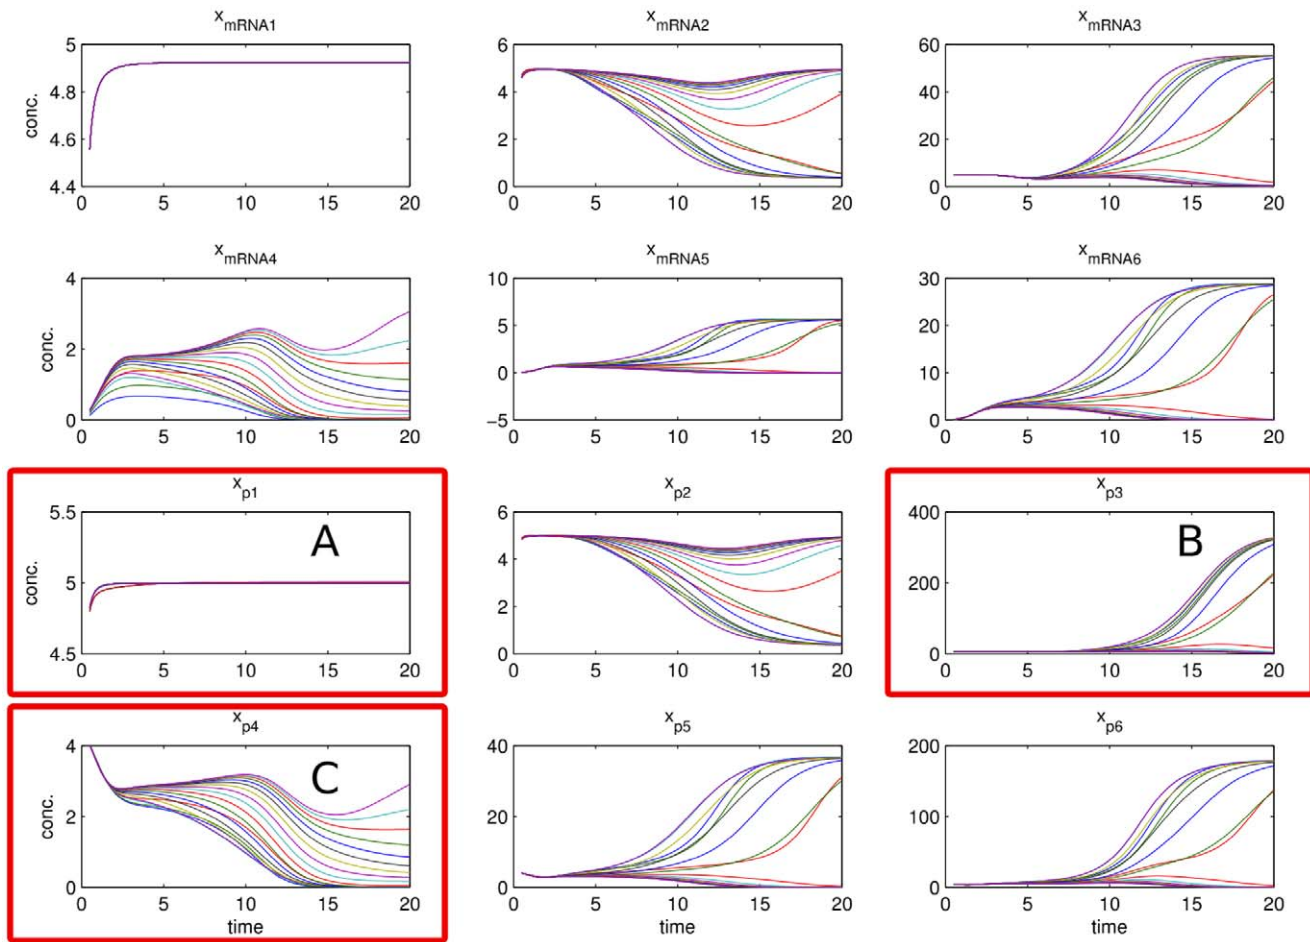 x_mRNA1 x_mRNA2 x_mRNA3
5 4.8 4.6 4.4 conc. 0 5 10 15 20
6 4 2 0 0 5 10 15 20
60 40 20 0 0 5 10 15 20
x_mRNA4 x_mRNA5 x_mRNA6
4 2 0 conc. 0 5 10 15 20
10 5 0 −5 0 5 10 15 20
30 20 10 0 0 5 10 15 20
x_p1 x_p2 x_p3
5.5 5 4.5 conc. A 0 5 10 15 20
6 4 2 0 0 5 10 15 20
400 200 0 B 0 5 10 15 20
x_p4 x_p5 x_p6
4 2 0 conc. C 0 5 10 15 20
40 20 0 0 5 10 15 20
200 100 0 0 5 10 15 20
time time time